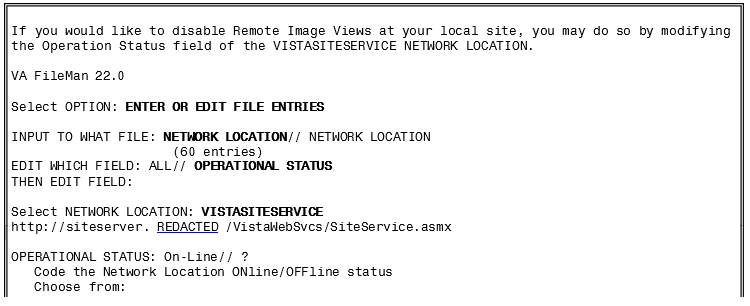 If you would like to disable Remote Image Views at your local site, you may do so by modifying
the Operation Status field of the VISTASITESERVICE NETWORK LOCATION.
VA FileMan 22.0
Select OPTION: ENTER OR EDIT FILE ENTRIES
INPUT TO WHAT FILE: NETWORK LOCATION// NETWORK LOCATION
(60 entries)
EDIT WHICH FIELD: ALL// OPERATIONAL STATUS
THEN EDIT FIELD:
Select NETWORK LOCATION: VISTASITESERVICE
http://siteserver. REDACTED /VistaWebSvcs/SiteService.asmx
OPERATIONAL STATUS: On-Line// ?
Code the Network Location ONline/OFFline status
Choose from: